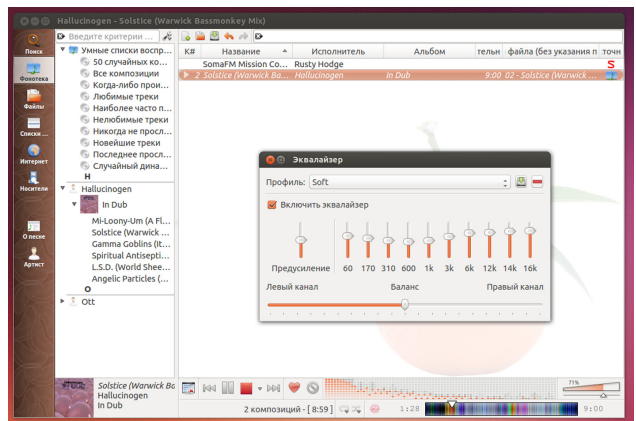 Hallucinogen - Solstice (Warwick Bassmonkey Mix)
Поиск
Фонотека
Файлы
Списки ...
Интернет
Носители
О песне
Артист
Введите критерии ...
Умные списки воспр...
50 случайных ко...
Все композиции
Когда-либо прои...
Любимые треки
Наиболее часто п...
Нелюбимые треки
Никогда не просл...
Новейшие треки
Последнее просл...
Случайный дина...
H
Hallucinogen
In Dub
Mi-Loony-Um (A Fl...
Solstice (Warwick ...
Gamma Goblins (It...
Spiritual Antisepti...
L.S.D. (World Shee...
Angelic Particles (...
O
Ott
К# Название Исполнитель Альбом тельн файла (без указания п точн
SomaFM Mission Co... Rusty Hodge S
2 Solstice (Warwick Ba... Hallucinogen In Dub 9:00 02 - Solstice (Warwick ...
Эквалайзер
Профиль: Soft
Включить эквалайзер
Предусиление 60 170 310 600 1k 3k 6k 12k 14k 16k
Левый канал Баланс Правый канал
Solstice (Warwick Bo
Hallucinogen
In Dub
71%
2 композиций - [ 8:59 ] 1:28 9:00